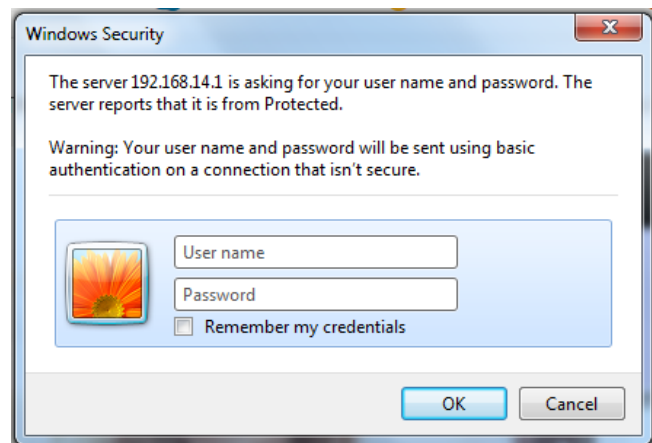 Windows Security
The server 192.168.14.1 is asking for your user name and password. The
server reports that it is from Protected.
Warning: Your user name and password will be sent using basic
authentication on a connection that isn't secure.
User name
Password
Remember my credentials
OK Cancel